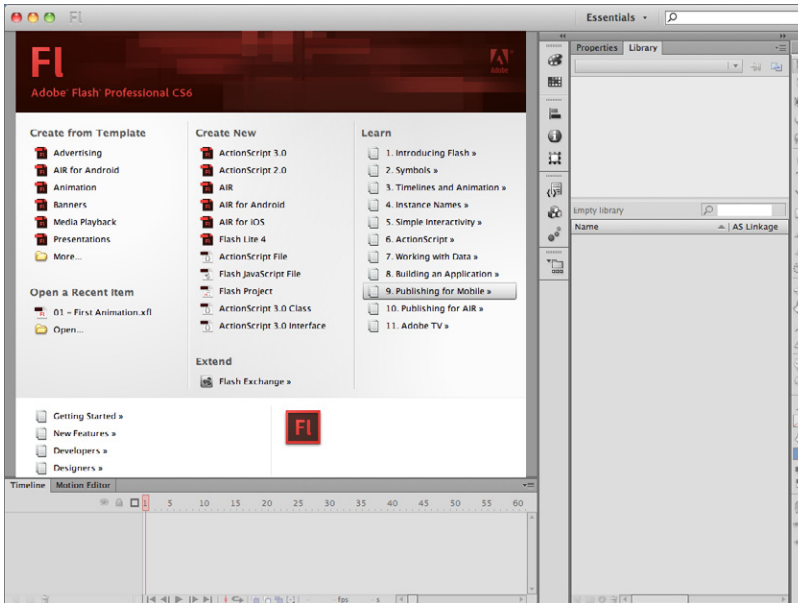 Fl
Essentials
Properties Library
Fl
Adobe
Adobe® Flash® Professional CS6
Create from Template
Advertising
AIR for Android
Animation
Banners
Media Playback
Presentations
More...
Open a Recent Item
01 - First Animation.xfl
Open...
Create New
ActionScript 3.0
ActionScript 2.0
AIR
AIR for Android
AIR for iOS
Flash Lite 4
ActionScript File
Flash JavaScript File
Flash Project
ActionScript 3.0 Class
ActionScript 3.0 Interface
Extend
Flash Exchange »
Learn
1. Introducing Flash »
2. Symbols »
3. Timelines and Animation »
4. Instance Names »
5. Simple Interactivity »
6. ActionScript »
7. Working with Data »
8. Building an Application »
9. Publishing for Mobile »
10. Publishing for AIR »
11. Adobe TV »
Getting Started »
New Features »
Developers »
Designers »
Fl
Empty library
Name AS Linkage
Timeline Motion Editor
1 5 10 15 20 25 30 35 40 45 50 55 60
- fps - s